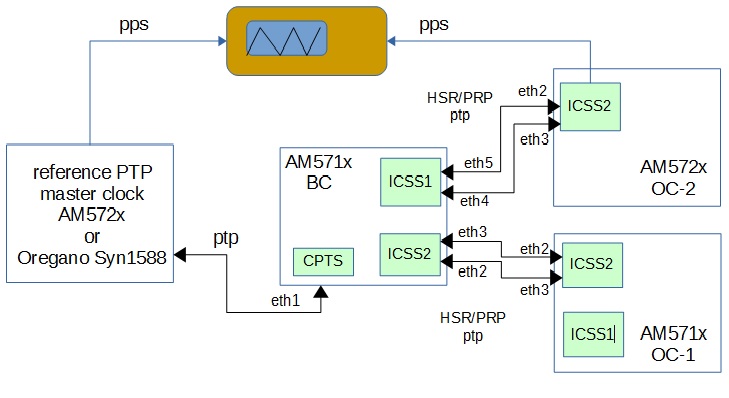 pps
pps
HSR/PRP
ptp
eth2
ICSS2
eth3
AM572x
OC-2
reference PTP
master clock
AM572x
or
Oregano Syn1588
ptp
eth1
AM571x
BC
ICSS1
eth5
eth4
CPTS
ICSS2
eth3
eth2
HSR/PRP
ptp
eth2
eth3
ICSS2
ICSS1
AM571x
OC-1